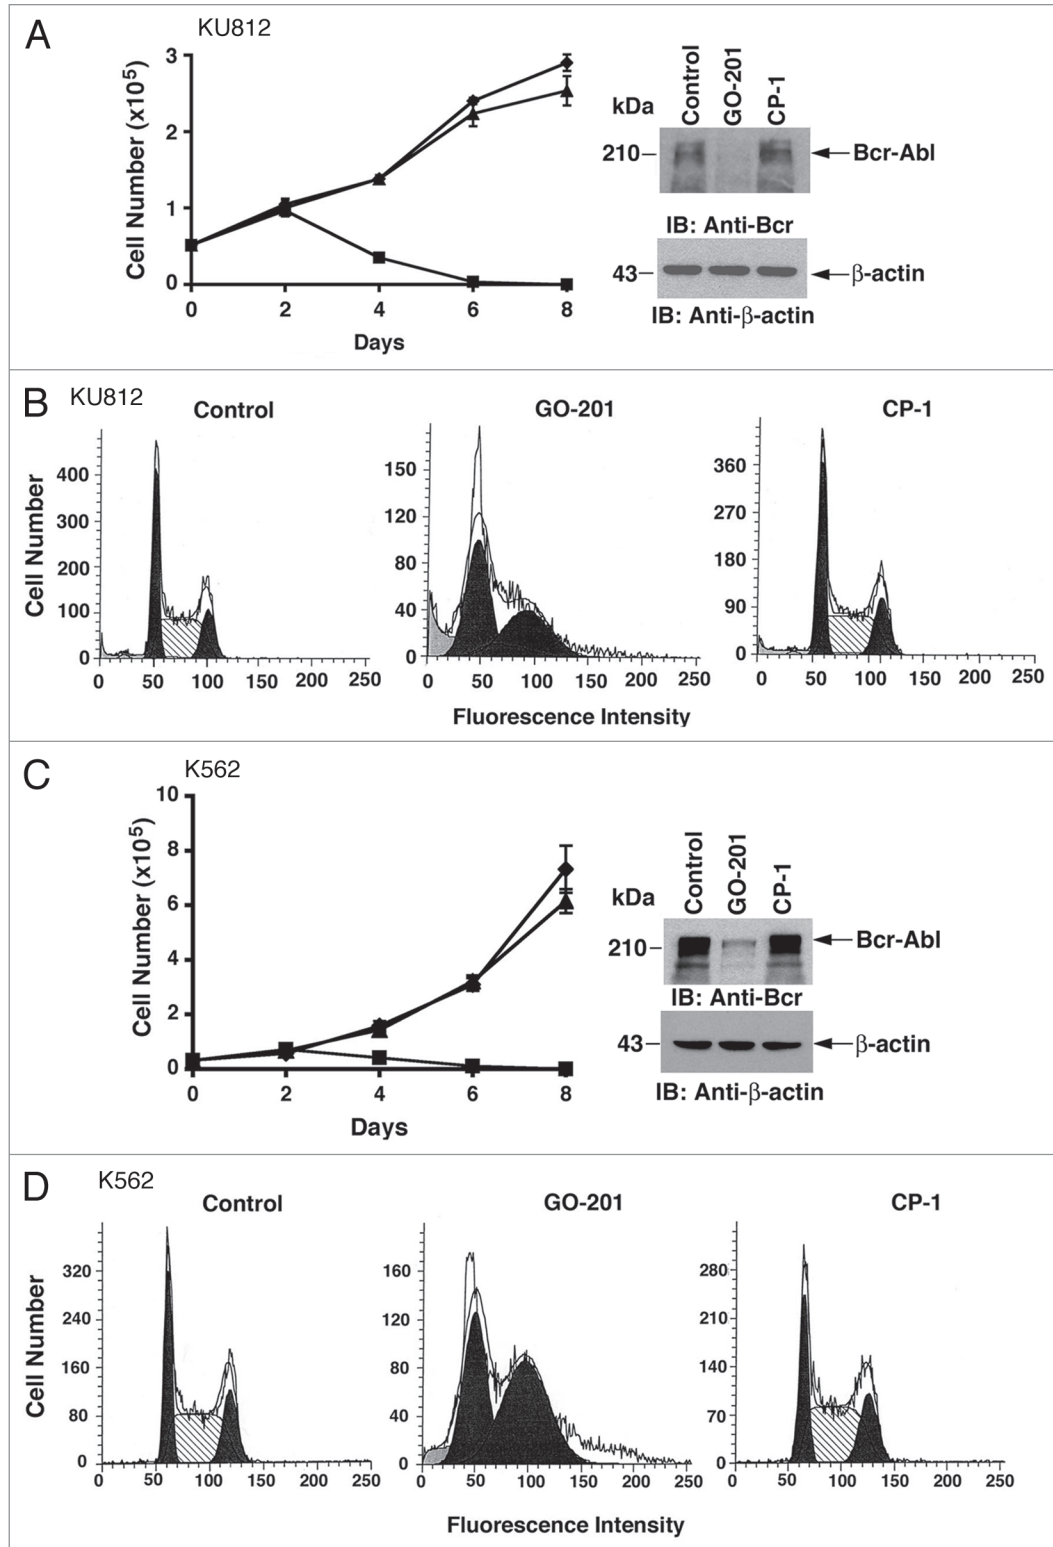 A
KU812
Cell Number (x10⁵)
3
2
1
0
0 2 4 6 8
Days
kDa
Control
GO-201
CP-1
210
Bcr-Abl
IB: Anti-Bcr
43
β-actin
IB: Anti-β-actin
B
KU812
Control
GO-201
CP-1
Cell Number
400
300
200
100
0
0 50 100 150 200 250
150
120
80
40
0
0 50 100 150 200 250
360
270
180
90
0
0 50 100 150 200 250
Fluorescence Intensity
C
K562
Cell Number (x10⁵)
10
8
6
4
2
0
0 2 4 6 8
Days
kDa
Control
GO-201
CP-1
210
Bcr-Abl
IB: Anti-Bcr
43
β-actin
IB: Anti-β-actin
D
K562
Control
GO-201
CP-1
Cell Number
320
240
160
80
0
0 50 100 150 200 250
160
120
80
40
0
0 50 100 150 200 250
280
210
140
70
0
0 50 100 150 200 250
Fluorescence Intensity